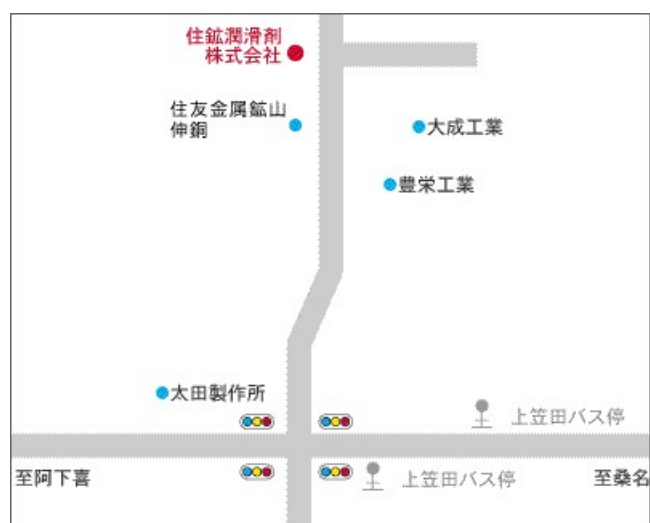 住鉱潤滑剤
株式会社
住友金属鉱山
伸銅
大成工業
豊栄工業
太田製作所
上笠田バス停
至阿下喜
上笠田バス停
至桑名